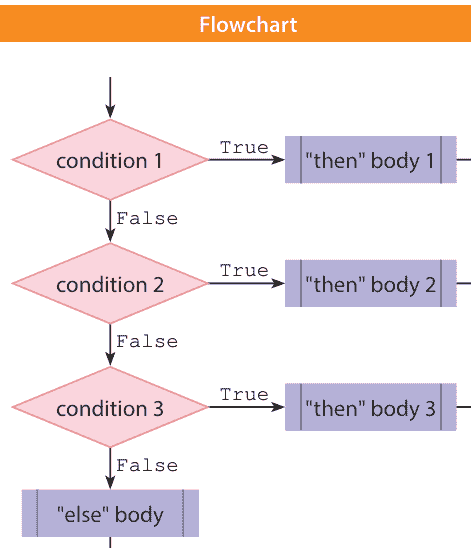 Flowchart
condition 1
True
"then" body 1
False
condition 2
True
"then" body 2
False
condition 3
True
"then" body 3
False
"else" body